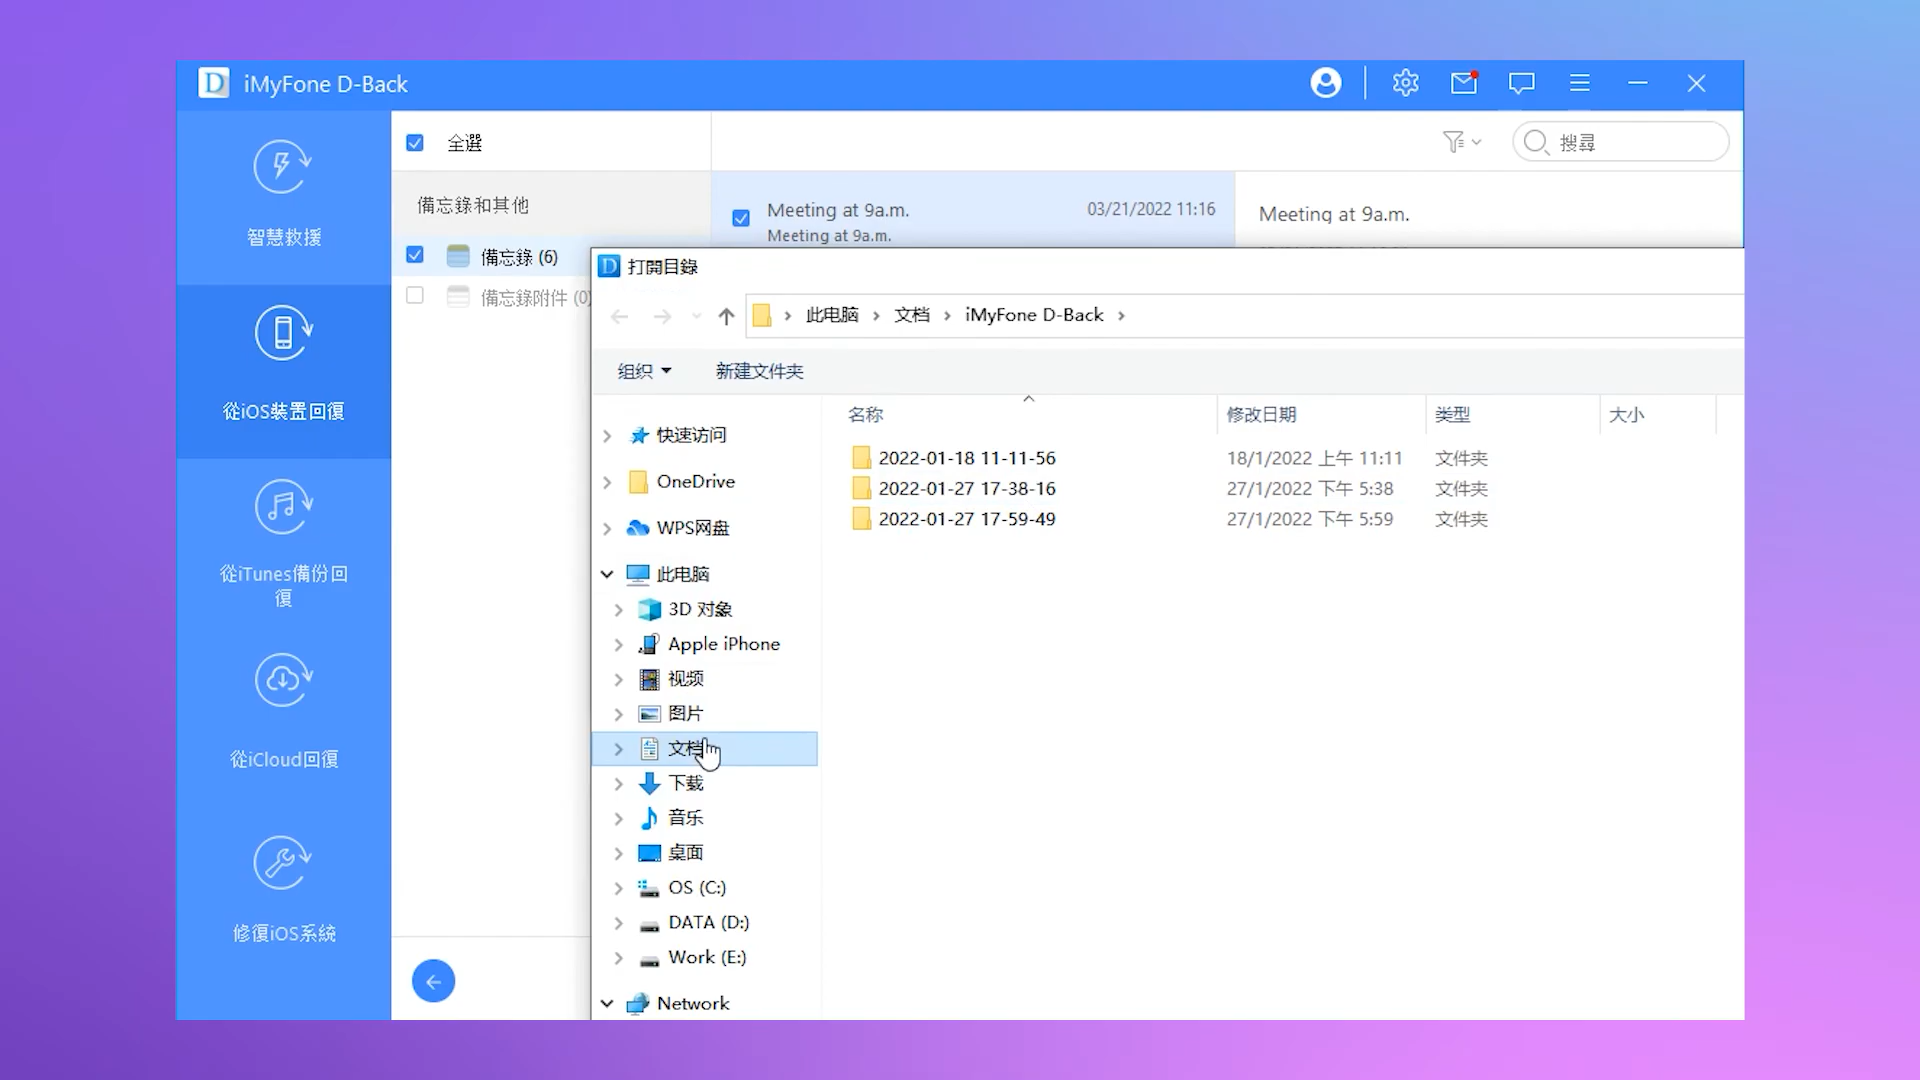 iMyFone D-Back
智慧救援
從iOS裝置回復
從iTunes備份回
復
從iCloud回復
修復iOS系統
全選
搜尋
備忘錄和其他
備忘錄 (6)
備忘錄附件 (0)
Meeting at 9a.m.
03/21/2022 11:16
Meeting at 9a.m.
Meeting at 9a.m.
打開目錄
此电脑
文档
iMyFone D-Back
组织
新建文件夹
快速访问
OneDrive
WPS网盘
此电脑
3D 对象
Apple iPhone
视频
图片
文档
下载
音乐
桌面
OS (C:)
DATA (D:)
Work (E:)
Network
名称 修改日期 类型 大小
2022-01-18 11-11-56 18/1/2022 上午 11:11 文件夹
2022-01-27 17-38-16 27/1/2022 下午 5:38 文件夹
2022-01-27 17-59-49 27/1/2022 下午 5:59 文件夹